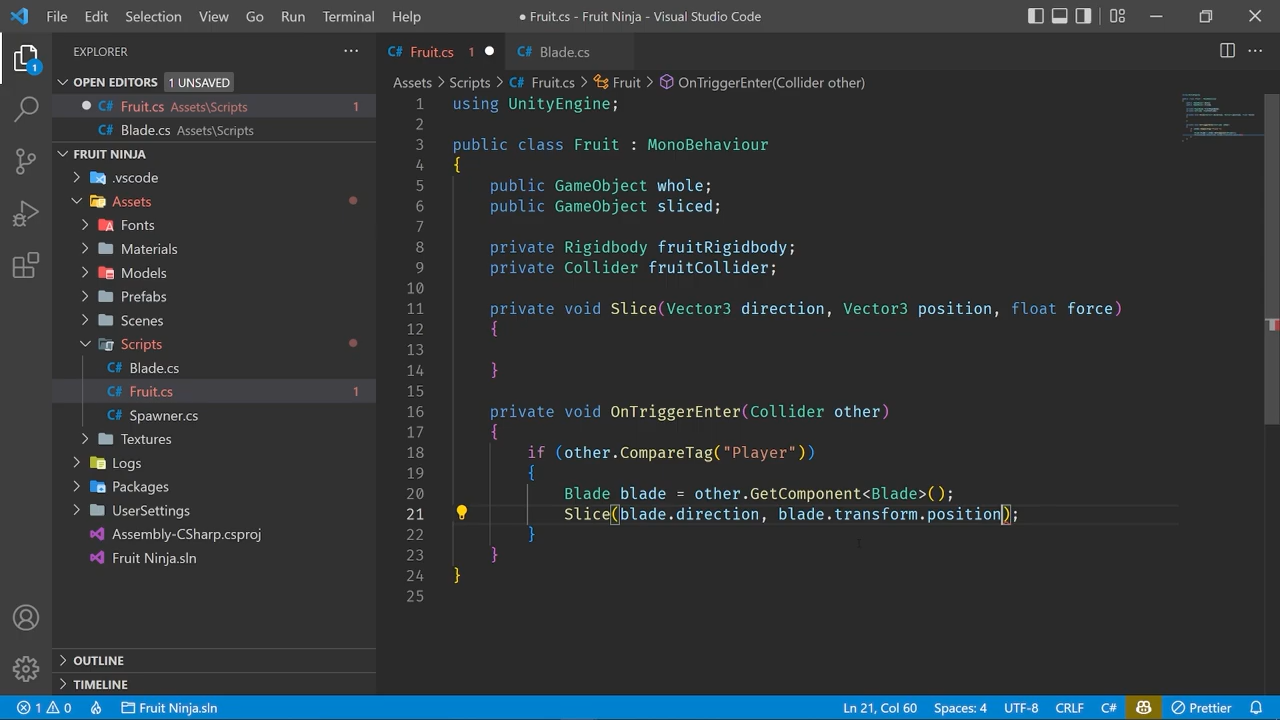 File Edit Selection View Go Run Terminal Help ● Fruit.cs - Fruit Ninja - Visual Studio Code
EXPLORER
OPEN EDITORS 1 UNSAVED
Fruit.cs Assets\Scripts 1
Blade.cs Assets\Scripts
FRUIT NINJA
.vscode
Assets
Fonts
Materials
Models
Prefabs
Scenes
Scripts
C# Blade.cs
C# Fruit.cs 1
C# Spawner.cs
Textures
Logs
Packages
UserSettings
Assembly-CSharp.csproj
Fruit Ninja.sln
OUTLINE
TIMELINE
1
C# Fruit.cs 1 ● C# Blade.cs
Assets > Scripts > C# Fruit.cs > Fruit > OnTriggerEnter(Collider other)
1 using UnityEngine;
2
3 public class Fruit : MonoBehaviour
4 {
5 public GameObject whole;
6 public GameObject sliced;
7
8 private Rigidbody fruitRigidbody;
9 private Collider fruitCollider;
10
11 private void Slice(Vector3 direction, Vector3 position, float force)
12 {
13
14 }
15
16 private void OnTriggerEnter(Collider other)
17 {
18 if (other.CompareTag("Player"))
19 {
20 Blade blade = other.GetComponent<Blade>();
21 Slice(blade.direction, blade.transform.position);
22 }
23 }
24 }
25
1 0 Fruit Ninja.sln Ln 21, Col 60 Spaces: 4 UTF-8 CRLF C# Prettier